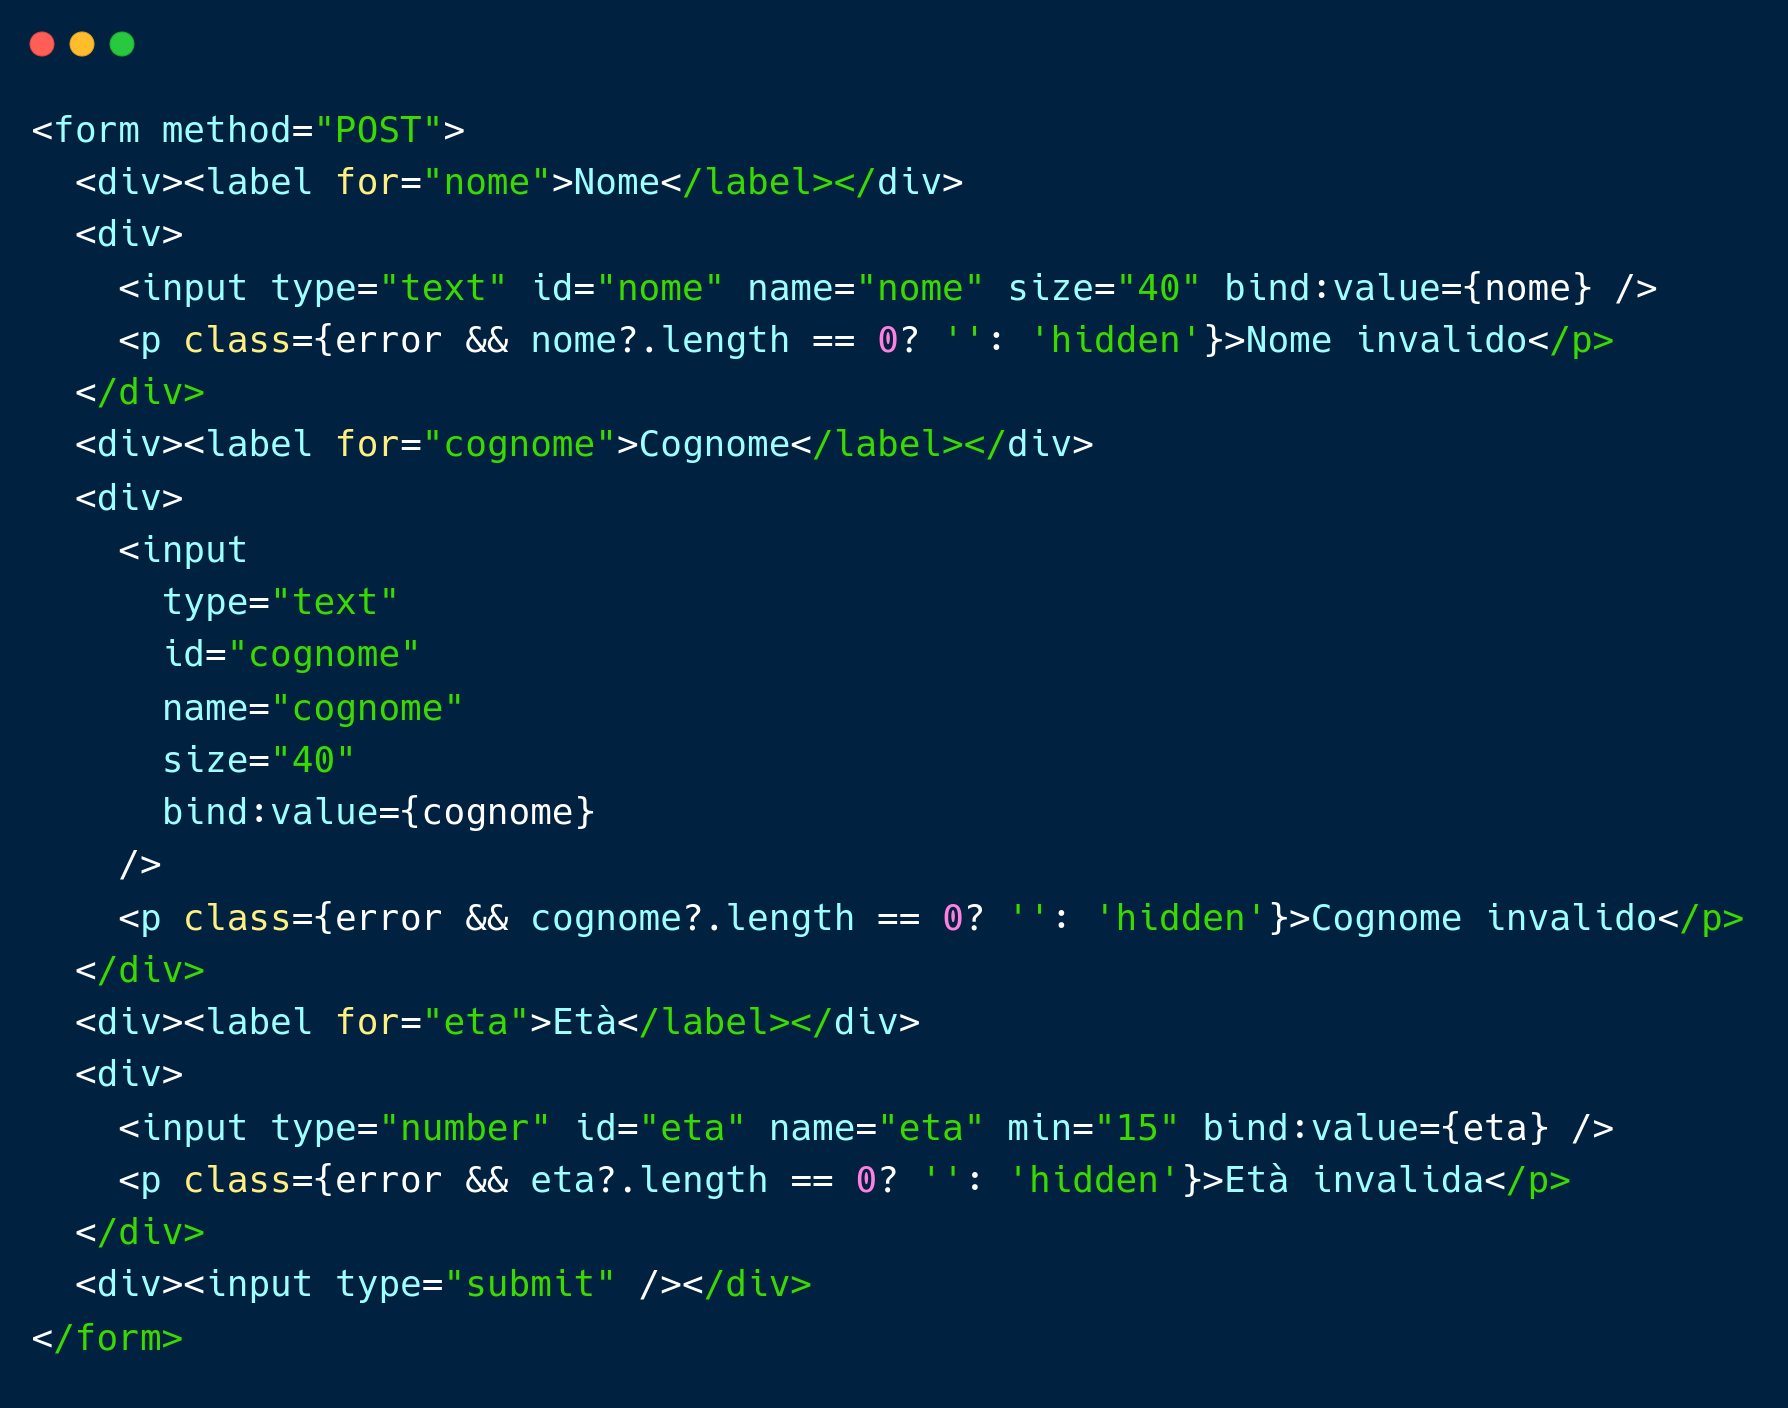 <form method="POST">
  <div><label for="nome">Nome</label></div>
  <div>
    <input type="text" id="nome" name="nome" size="40" bind:value={nome} />
    <p class={error && nome?.length == 0? '': 'hidden'}>Nome invalido</p>
  </div>
  <div><label for="cognome">Cognome</label></div>
  <div>
    <input
      type="text"
      id="cognome"
      name="cognome"
      size="40"
      bind:value={cognome}
    />
    <p class={error && cognome?.length == 0? '': 'hidden'}>Cognome invalido</p>
  </div>
  <div><label for="eta">Età</label></div>
  <div>
    <input type="number" id="eta" name="eta" min="15" bind:value={eta} />
    <p class={error && eta?.length == 0? '': 'hidden'}>Età invalida</p>
  </div>
  <div><input type="submit" /></div>
</form>